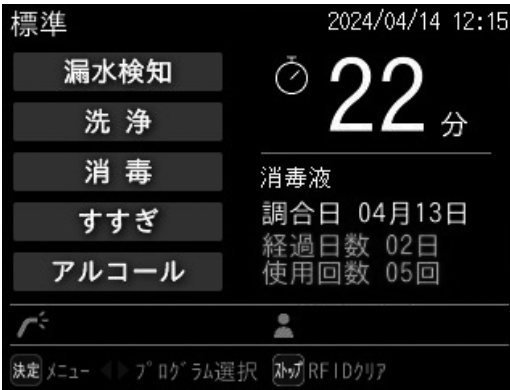 標準 2024/04/14 12:15
漏水検知
洗 浄
消 毒
すすぎ
アルコール
22分
消毒液
調合日 04月13日
経過日数 02日
使用回数 05回
決定 メニュー ◀▶ プログラム選択 ストップ RFIDクリア